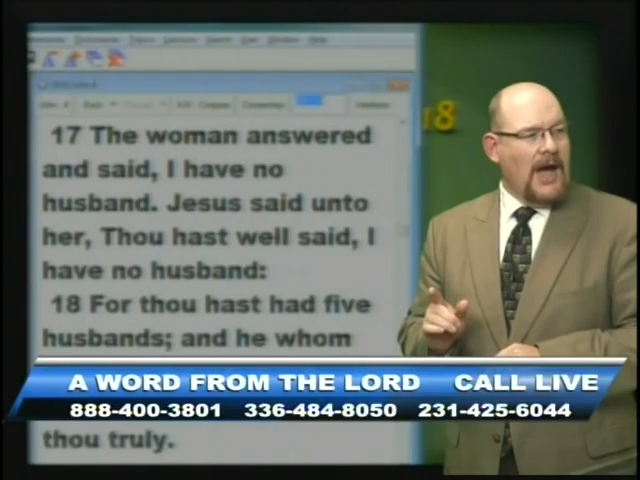 18
17 The woman answered
and said, I have no
husband. Jesus said unto
her, Thou hast well said, I
have no husband:
18 For thou hast had five
husbands; and he whom
A WORD FROM THE LORD CALL LIVE
888-400-3801 336-484-8050 231-425-6044
thou truly.